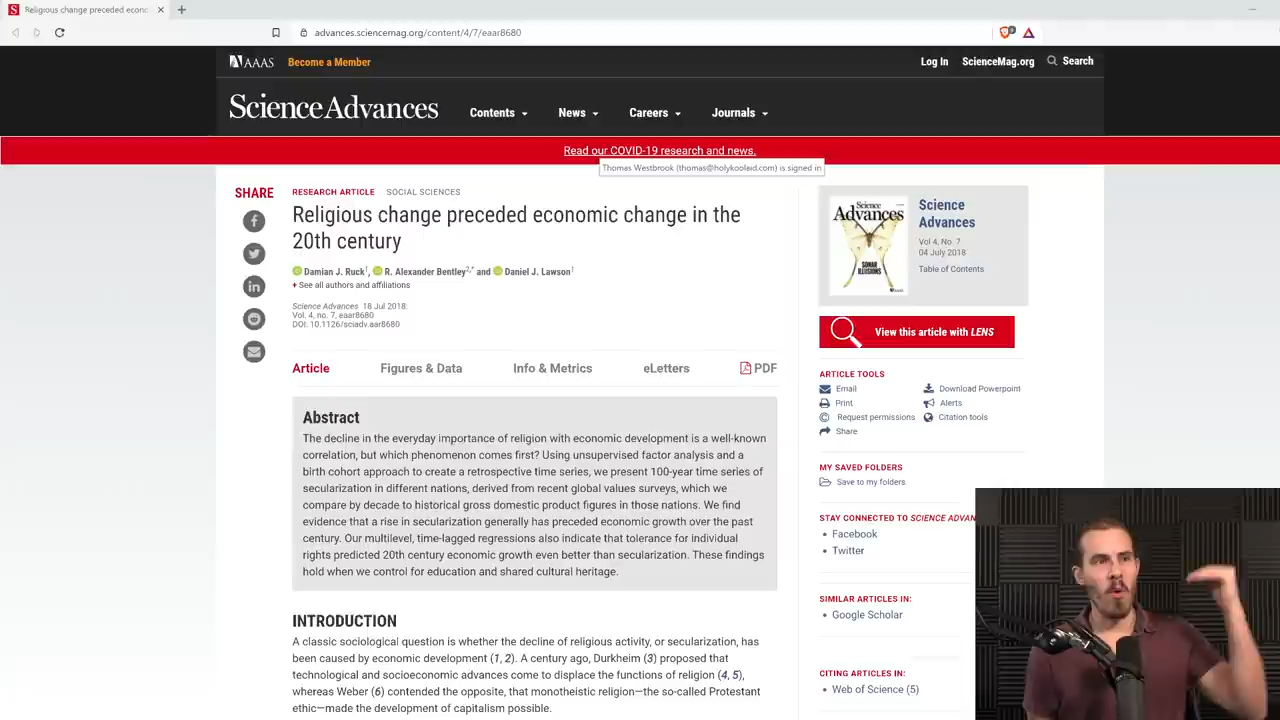 Religious change preceded econo
advances.sciencemag.org/content/4/7/eaar8680
AAAS
Become a Member
Log In
ScienceMag.org
Search
Science Advances
Contents
News
Careers
Journals
Read our COVID-19 research and news.
Thomas Westbrook (thomas@holykoolaid.com) is signed in
SHARE
RESEARCH ARTICLE
SOCIAL SCIENCES
Religious change preceded economic change in the
20th century
Damian J. Ruck1, R. Alexander Bentley2,* and Daniel J. Lawson1
+ See all authors and affiliations
Science Advances 18 Jul 2018:
Vol. 4, no. 7, eaar8680
DOI: 10.1126/sciadv.aar8680
Article
Figures & Data
Info & Metrics
eLetters
PDF
Abstract
The decline in the everyday importance of religion with economic development is a well-known
correlation, but which phenomenon comes first? Using unsupervised factor analysis and a
birth cohort approach to create a retrospective time series, we present 100-year time series of
secularization in different nations, derived from recent global values surveys, which we
compare by decade to historical gross domestic product figures in those nations. We find
evidence that a rise in secularization generally has preceded economic growth over the past
century. Our multilevel, time-lagged regressions also indicate that tolerance for individual
rights predicted 20th century economic growth even better than secularization. These findings
hold when we control for education and shared cultural heritage.
INTRODUCTION
A classic sociological question is whether the decline of religious activity, or secularization, has
been caused by economic development (1, 2). A century ago, Durkheim (3) proposed that
technological and socioeconomic advances come to displace the functions of religion (4, 5),
whereas Weber (6) contended the opposite, that monotheistic religion—the so-called Protestant
ethic—made the development of capitalism possible.
Science
Advances
SONAR
ILLUSIONS
Science
Advances
Vol 4, No. 7
04 July 2018
Table of Contents
View this article with LENS
ARTICLE TOOLS
Email
Download Powerpoint
Print
Alerts
Request permissions
Citation tools
Share
MY SAVED FOLDERS
Save to my folders
STAY CONNECTED TO SCIENCE ADVAN
• Facebook
• Twitter
SIMILAR ARTICLES IN:
• Google Scholar
CITING ARTICLES IN:
• Web of Science (5)